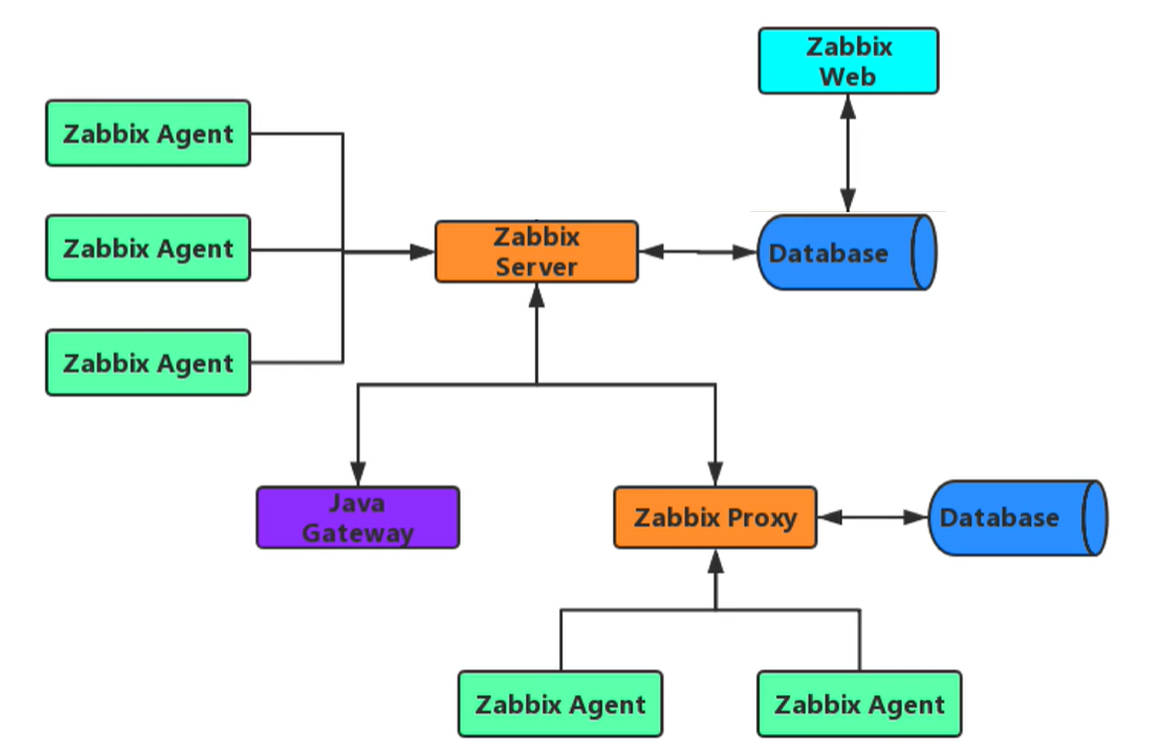 Zabbix
Web
Zabbix Agent
Zabbix Agent
Zabbix
Server
Database
Zabbix Agent
Java
Gateway
Zabbix Proxy
Database
Zabbix Agent
Zabbix Agent